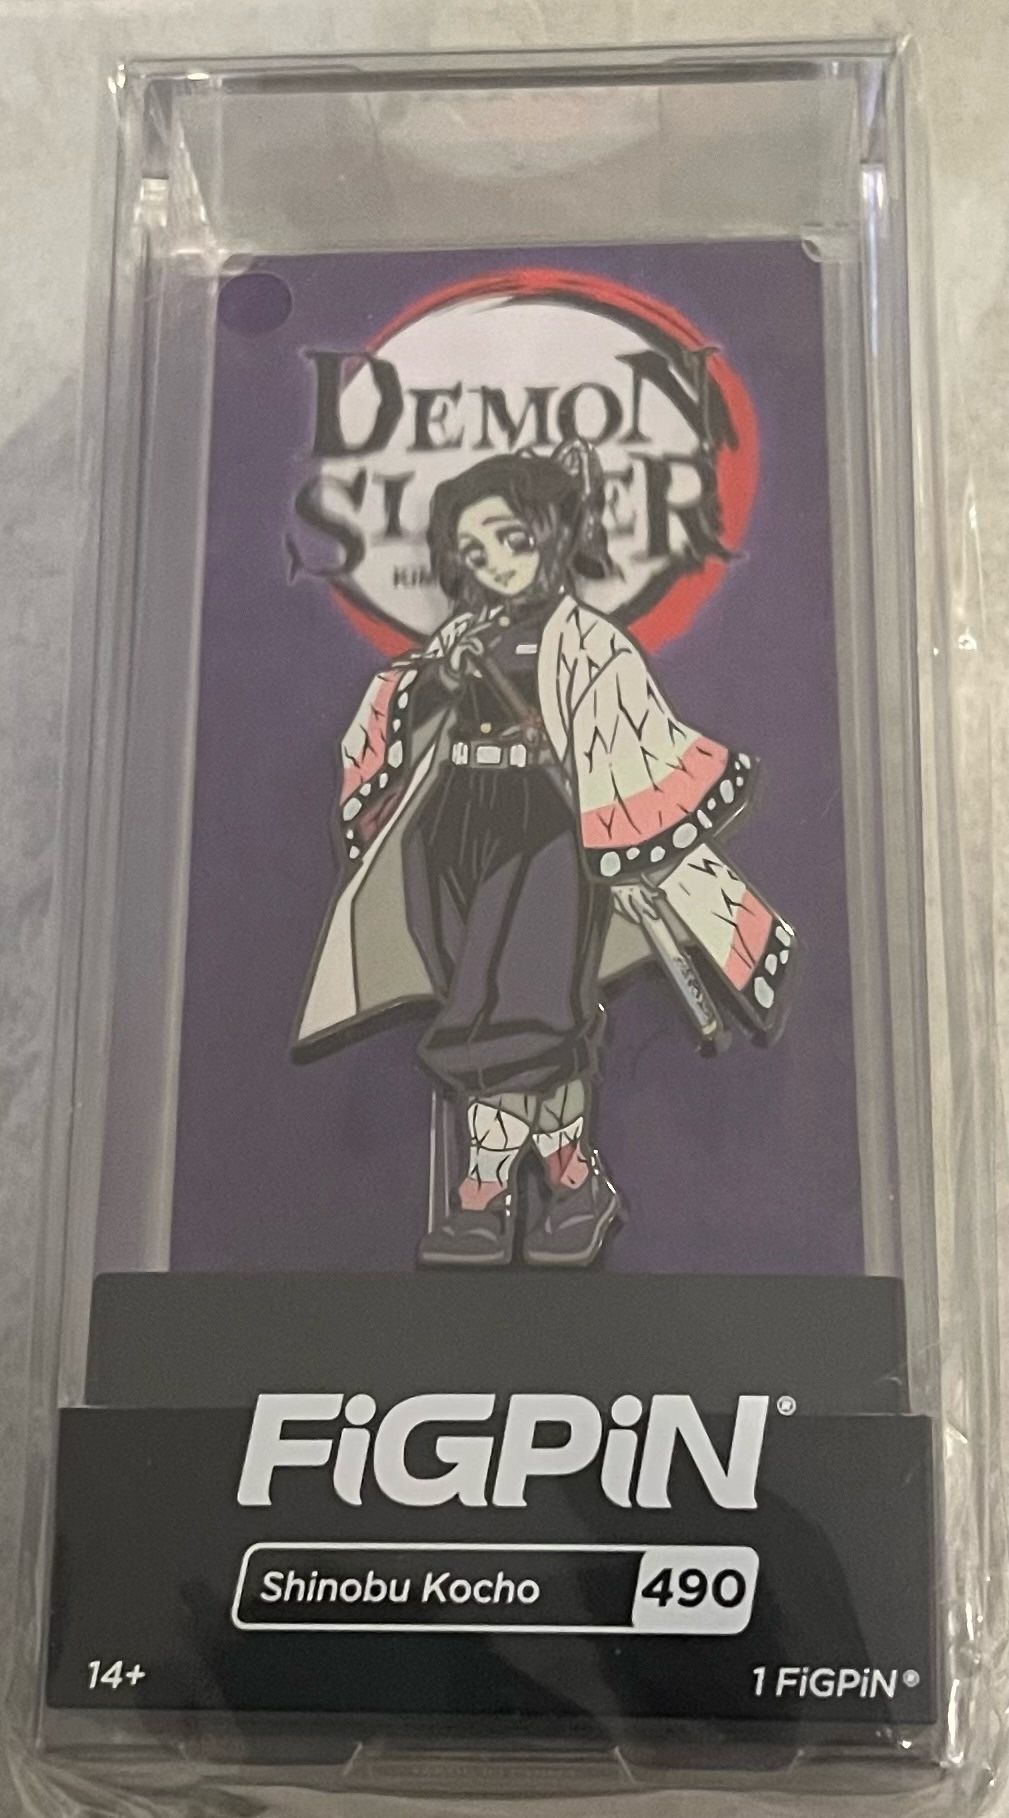 DEMON
FiGPiN®
Shinobu Kocho 490
14+ 1 FiGPiN®